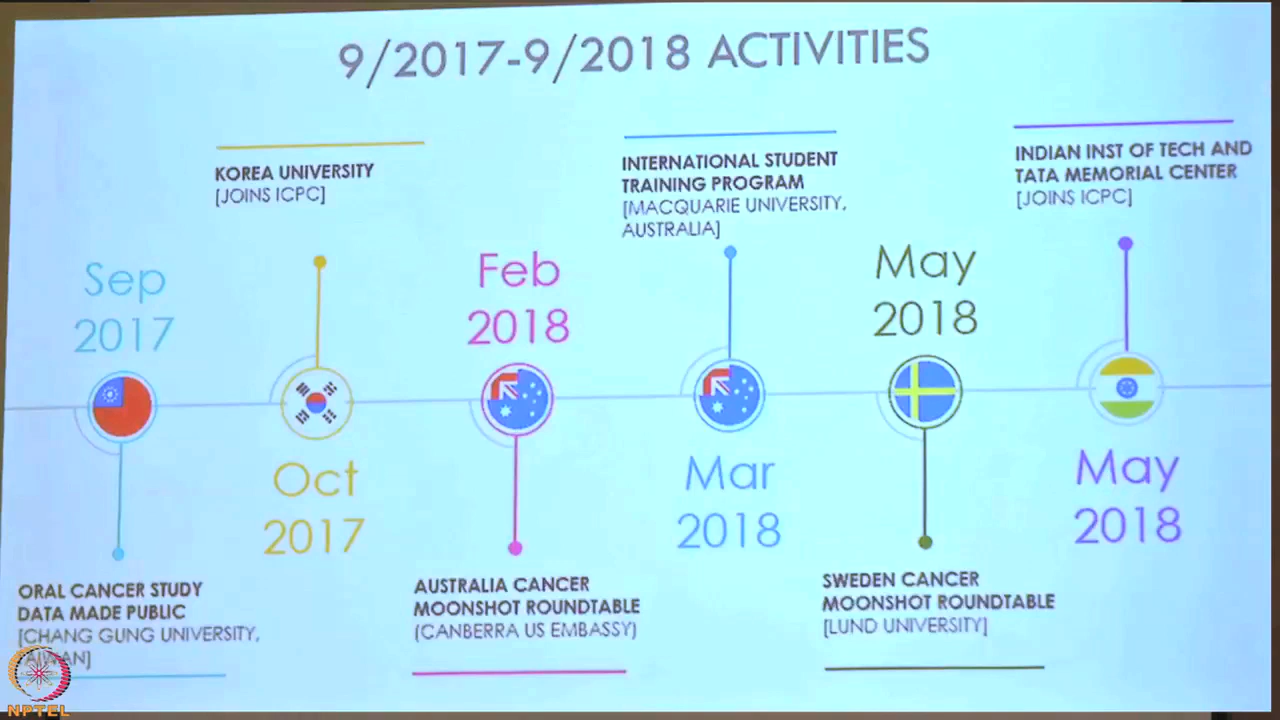 9/2017-9/2018 ACTIVITIES
Sep
2017
ORAL CANCER STUDY
DATA MADE PUBLIC
[CHANG GUNG UNIVERSITY,
KOREA UNIVERSITY
[JOINS ICPC]
Oct
2017
Feb
2018
AUSTRALIA CANCER
MOONSHOT ROUNDTABLE
(CANBERRA US EMBASSY)
INTERNATIONAL STUDENT
TRAINING PROGRAM
[MACQUARIE UNIVERSITY,
AUSTRALIA]
Mar
2018
May
2018
SWEDEN CANCER
MOONSHOT ROUNDTABLE
[LUND UNIVERSITY]
INDIAN INST OF TECH AND
TATA MEMORIAL CENTER
[JOINS ICPC]
May
2018
NPTEL